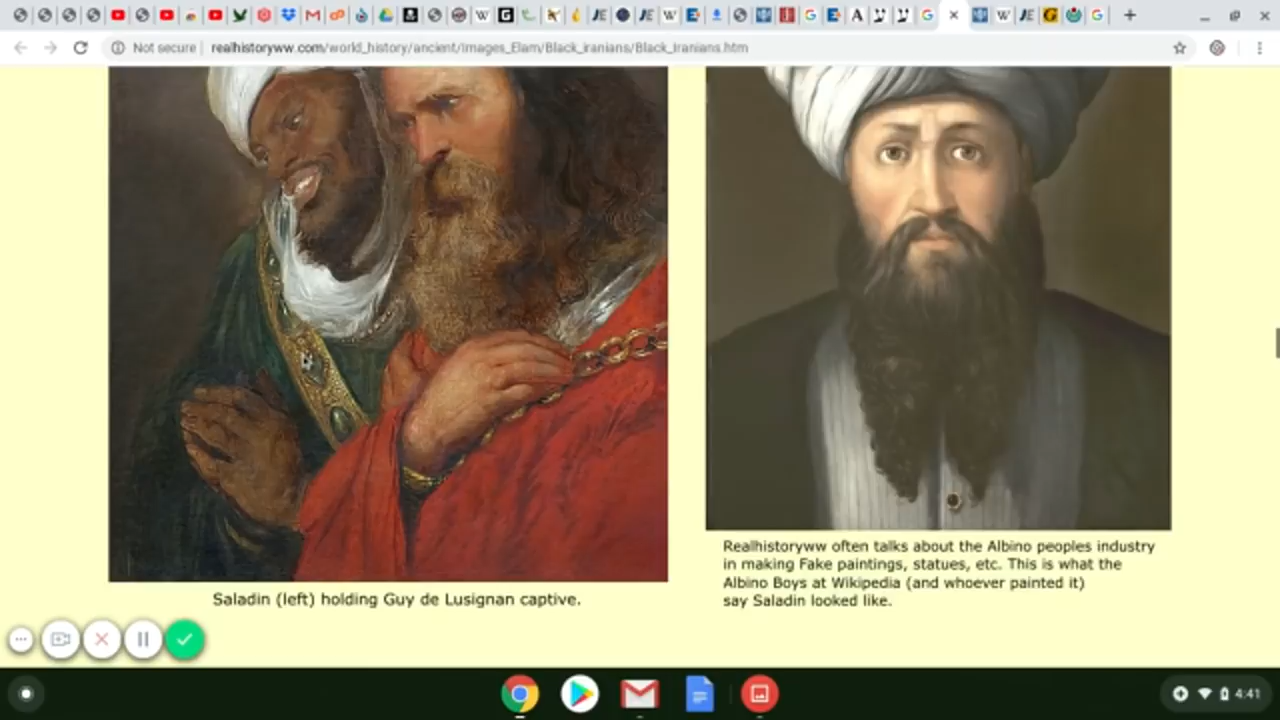 Not secure
realhistoryww.com/world_history/ancient/Images_Elam/Black_iranians/Black_Iranians.htm
Saladin (left) holding Guy de Lusignan captive.
Realhistoryww often talks about the Albino peoples industry
in making Fake paintings, statues, etc. This is what the
Albino Boys at Wikipedia (and whoever painted it)
say Saladin looked like.
4:41